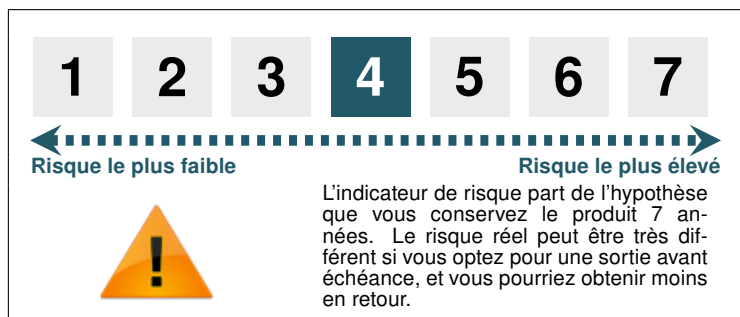 1 2 3 4 5 6 7
Risque le plus faible Risque le plus élevé
!
L'indicateur de risque part de l'hypothèse
que vous conservez le produit 7 an-
nées. Le risque réel peut être très dif-
férent si vous optez pour une sortie avant
échéance, et vous pourriez obtenir moins
en retour.